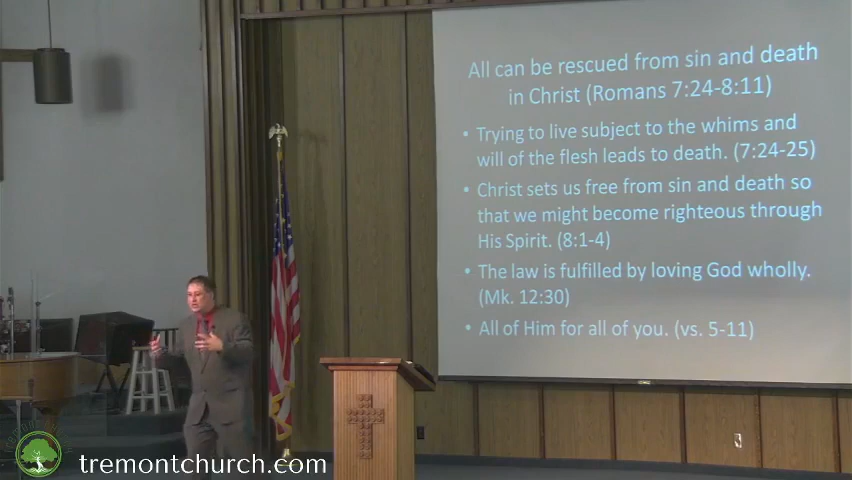 All can be rescued from sin and death
in Christ (Romans 7:24-8:11)
• Trying to live subject to the whims and
will of the flesh leads to death. (7:24-25)
• Christ sets us free from sin and death so
that we might become righteous through
His Spirit. (8:1-4)
• The law is fulfilled by loving God wholly.
(Mk. 12:30)
• All of Him for all of you. (vs. 5-11)
tremontchurch.com